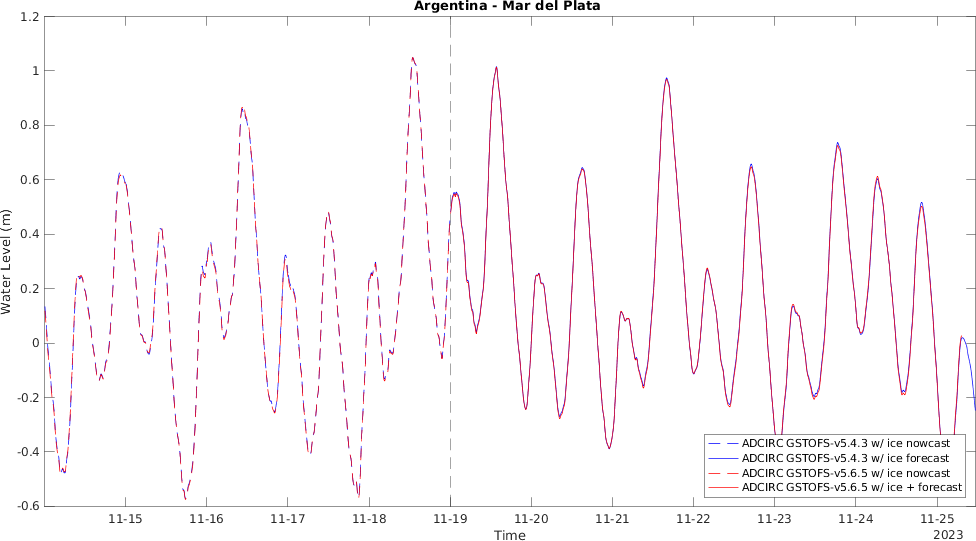 Argentina - Mar del Plata
1.2
1
0.8
0.6
0.4
0.2
0
-0.2
-0.4
-0.6
Water Level (m)
11-15 11-16 11-17 11-18 11-19 11-20 11-21 11-22 11-23 11-24 11-25
Time
2023
ADCIRC GSTOFS-v5.4.3 w/ ice nowcast
ADCIRC GSTOFS-v5.4.3 w/ ice forecast
ADCIRC GSTOFS-v5.6.5 w/ ice nowcast
ADCIRC GSTOFS-v5.6.5 w/ ice + forecast